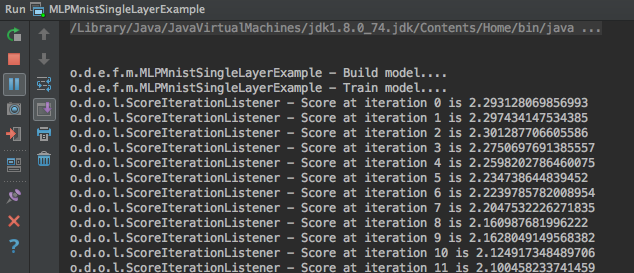 Run MLPMnistSingleLayerExample
/Library/Java/JavaVirtualMachines/jdk1.8.0_74.jdk/Contents/Home/bin/java ...
o.d.e.f.m.MLPMnistSingleLayerExample – Build model....
o.d.e.f.m.MLPMnistSingleLayerExample – Train model....
o.d.o.l.ScoreIterationListener – Score at iteration 0 is 2.293128069856993
o.d.o.l.ScoreIterationListener – Score at iteration 1 is 2.297434147534385
o.d.o.l.ScoreIterationListener – Score at iteration 2 is 2.301287706605586
o.d.o.l.ScoreIterationListener – Score at iteration 3 is 2.2750697691385557
o.d.o.l.ScoreIterationListener – Score at iteration 4 is 2.2598202786460075
o.d.o.l.ScoreIterationListener – Score at iteration 5 is 2.234738644839452
o.d.o.l.ScoreIterationListener – Score at iteration 6 is 2.2239785782008954
o.d.o.l.ScoreIterationListener – Score at iteration 7 is 2.2047532226271835
o.d.o.l.ScoreIterationListener – Score at iteration 8 is 2.160987681996222
o.d.o.l.ScoreIterationListener – Score at iteration 9 is 2.1628049149568382
o.d.o.l.ScoreIterationListener – Score at iteration 10 is 2.124917348489706
o.d.o.l.ScoreIterationListener – Score at iteration 11 is 2.100458233741459